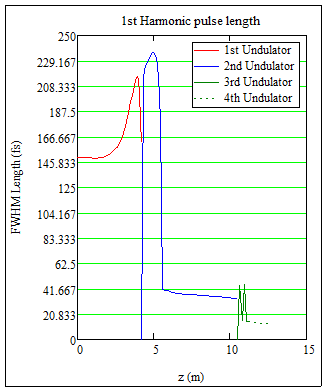 1st Harmonic pulse length
250
229.167
208.333
187.5
166.667
145.833
125
104.167
83.333
62.5
41.667
20.833
0
FWHM Length (fs)
1st Undulator
2nd Undulator
3rd Undulator
4th Undulator
0 5 10 15
z (m)